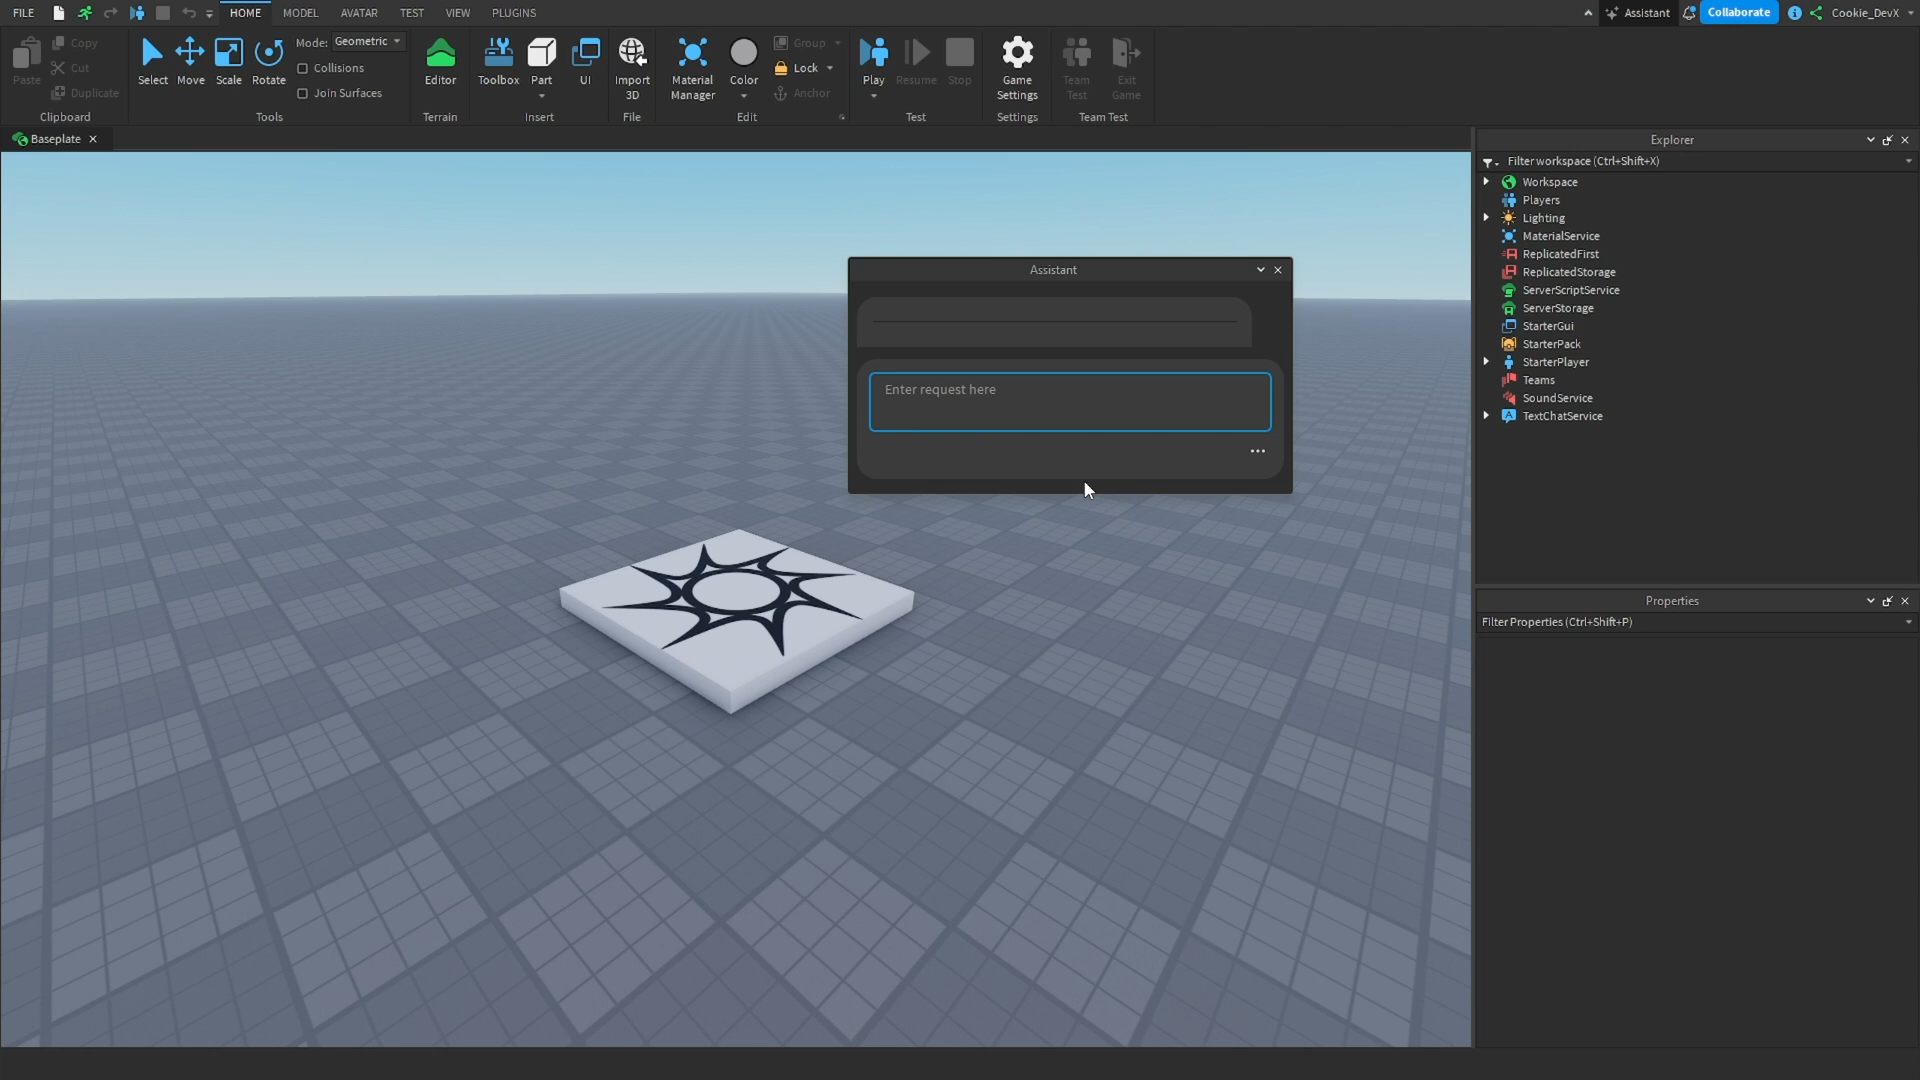 FILE HOME MODEL AVATAR TEST VIEW PLUGINS Assistant Collaborate Cookie_DevX
Paste
Copy
Cut
Duplicate
Clipboard
Select Move Scale Rotate
Mode: Geometric
Collisions
Join Surfaces
Tools
Editor
Terrain
Toolbox Part UI
Insert
Import
3D
File
Material
Manager
Color
Group
Lock
Anchor
Edit
Play Resume Stop
Test
Game
Settings
Settings
Team
Test
Exit
Game
Team Test
Baseplate
Assistant
Enter request here
Explorer
Filter workspace (Ctrl+Shift+X)
Workspace
Players
Lighting
MaterialService
ReplicatedFirst
ReplicatedStorage
ServerScriptService
ServerStorage
StarterGui
StarterPack
StarterPlayer
Teams
SoundService
TextChatService
Properties
Filter Properties (Ctrl+Shift+P)